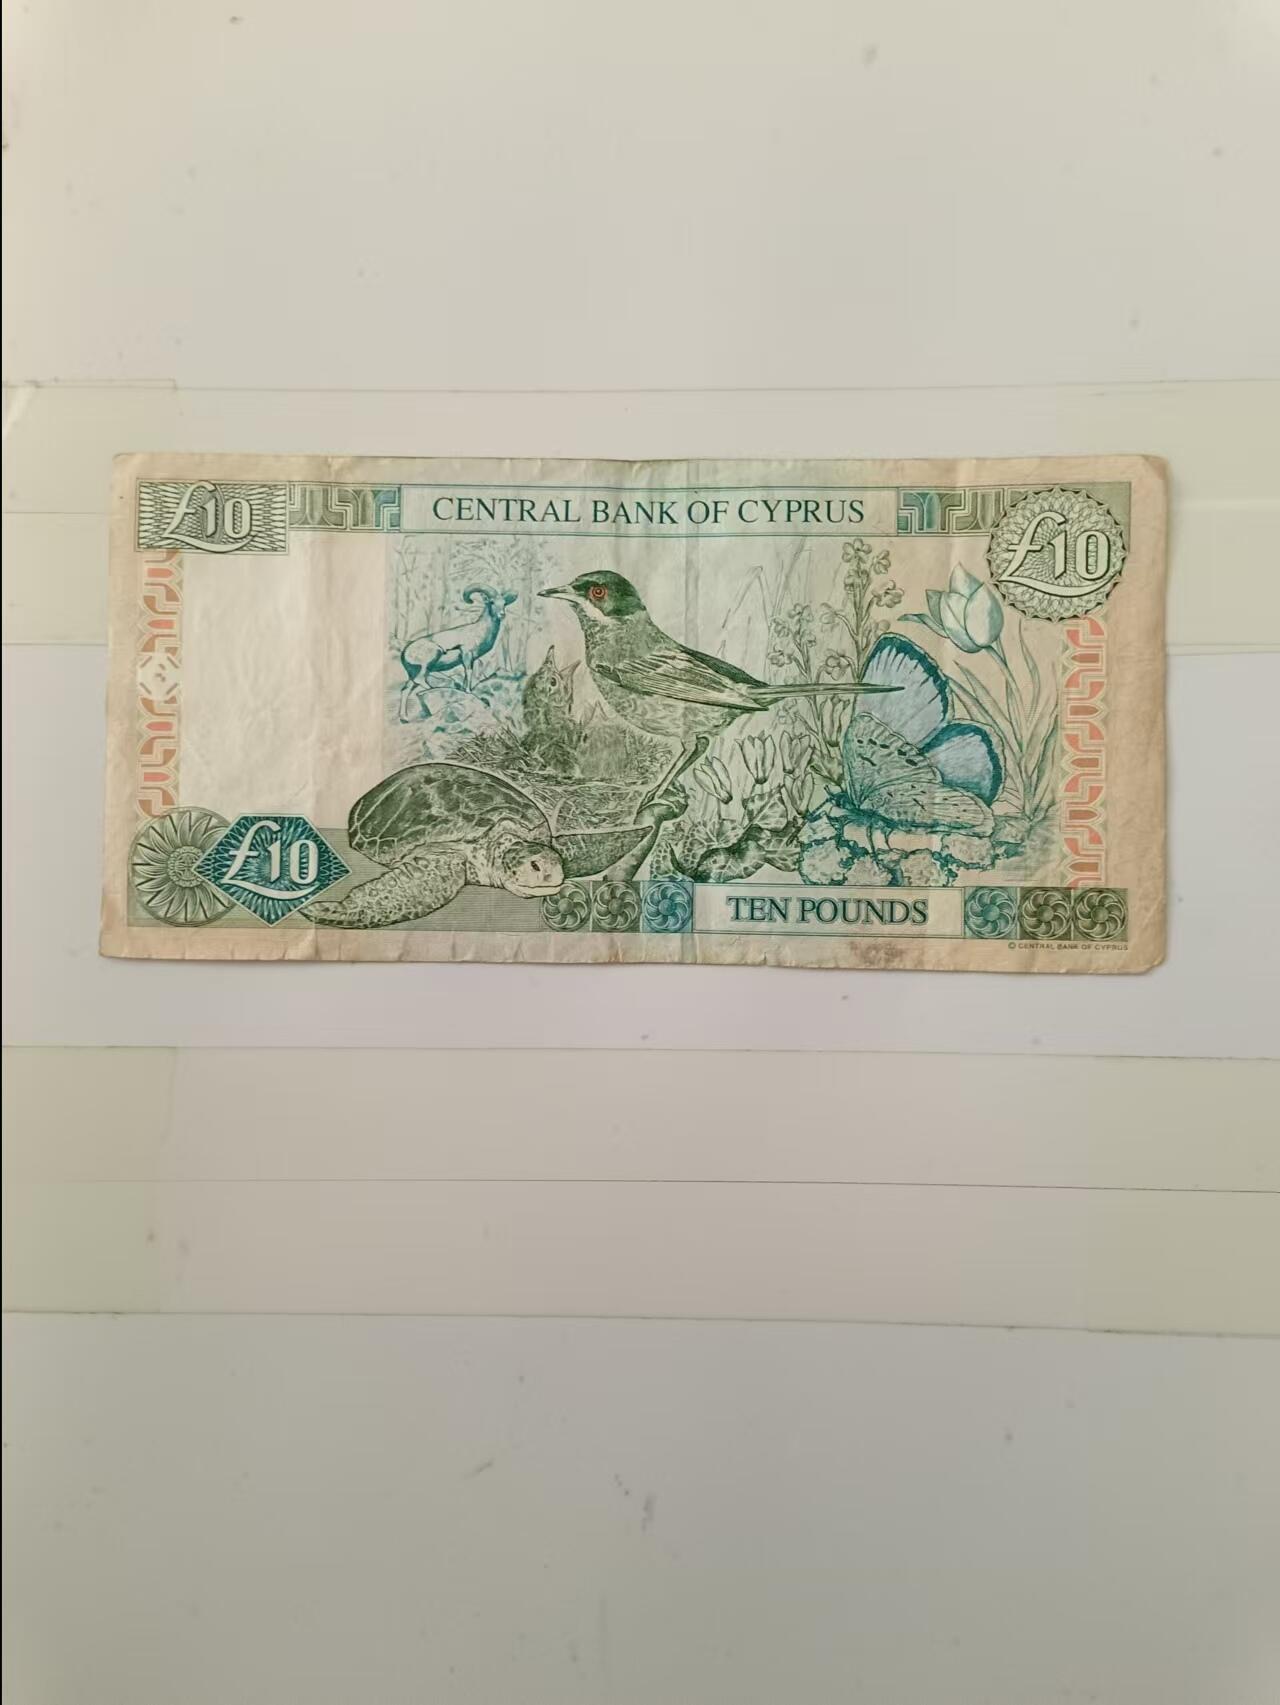 £10
CENTRAL BANK OF CYPRUS
£10
£10
TEN POUNDS
© CENTRAL BANK OF CYPRUS